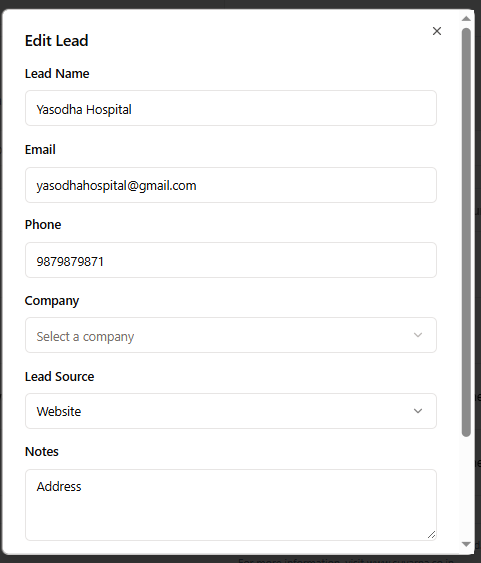 Edit Lead
Lead Name
Yasodha Hospital
Email
yasodhahospital@gmail.com
Phone
9879879871
Company
Select a company
Lead Source
Website
Notes
Address